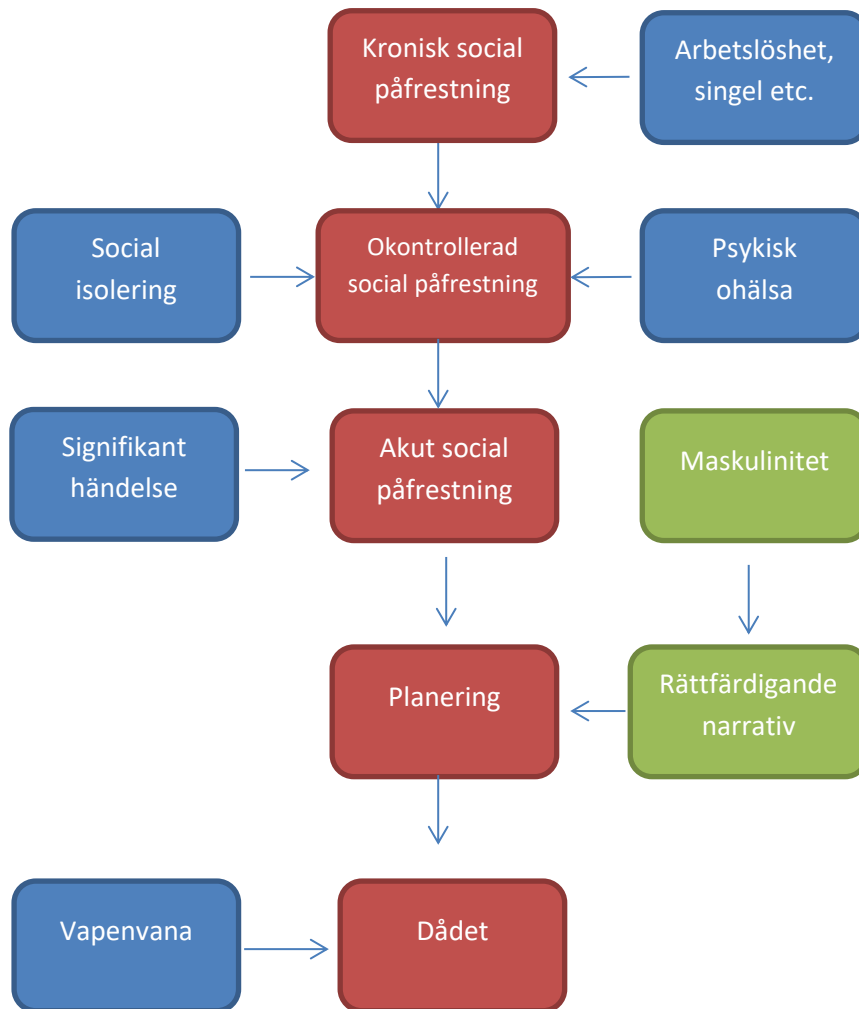 Kronisk social
påfrestning
Arbetslöshet,
singel etc.
Social
isolering
Okontrollerad
social påfrestning
Psykisk
ohälsa
Signifikant
händelse
Akut social
påfrestning
Maskulinitet
Planering
Rättfärdigande
narrativ
Vapenvana
Dådet